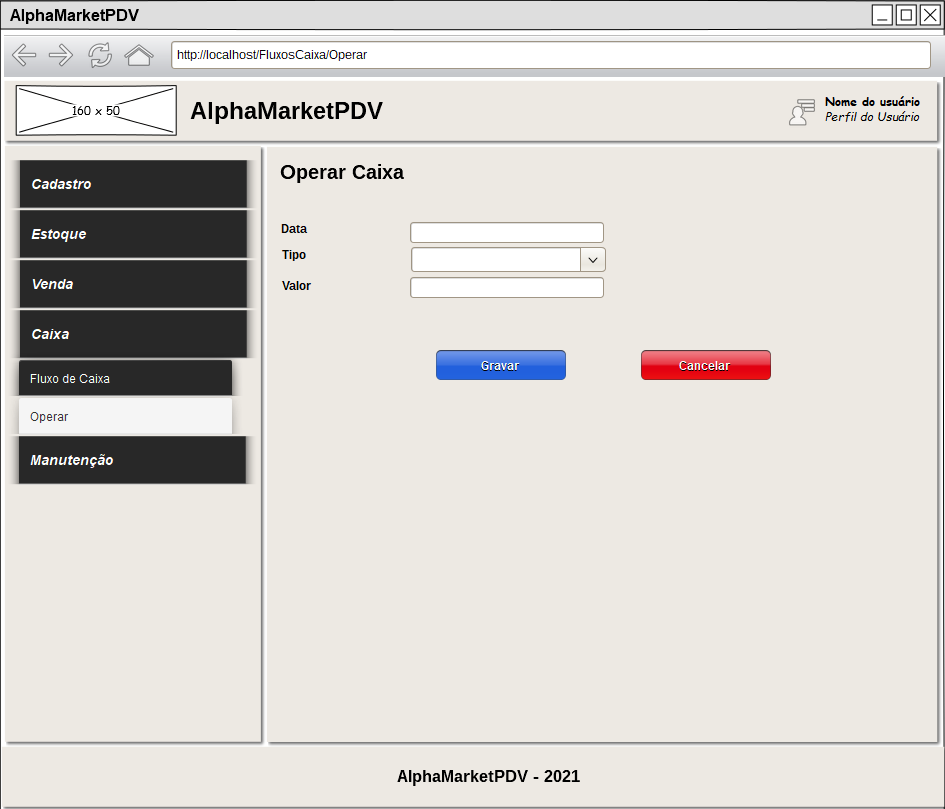 AlphaMarketPDV
http://localhost/FluxosCaixa/Operar
160 x 50
AlphaMarketPDV
Nome do usuário
Perfil do Usuário
Cadastro
Estoque
Venda
Caixa
Fluxo de Caixa
Operar
Manutenção
Operar Caixa
Data
Tipo
Valor
Gravar
Cancelar
AlphaMarketPDV - 2021